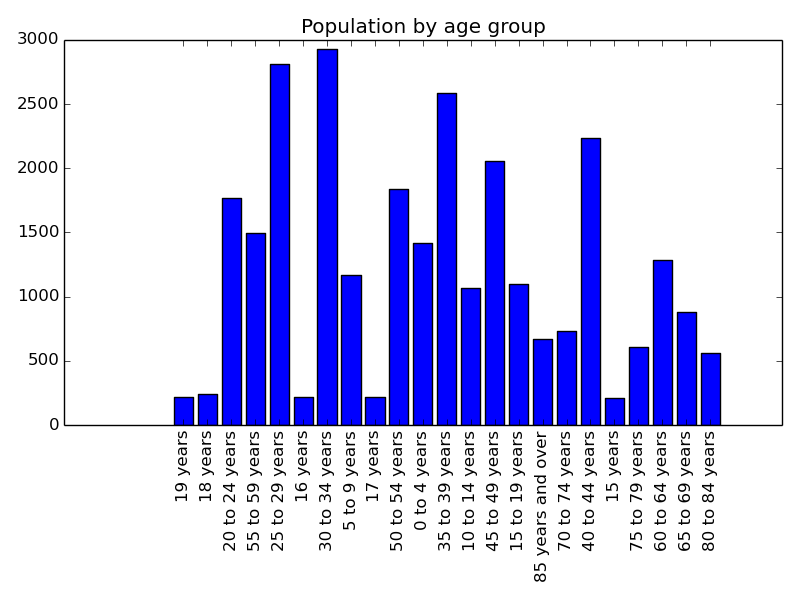 Population by age group
3000
2500
2000
1500
1000
500
0
19 years
18 years
20 to 24 years
55 to 59 years
25 to 29 years
16 years
30 to 34 years
5 to 9 years
17 years
50 to 54 years
0 to 4 years
35 to 39 years
10 to 14 years
45 to 49 years
15 to 19 years
85 years and over
70 to 74 years
40 to 44 years
15 years
75 to 79 years
60 to 64 years
65 to 69 years
80 to 84 years